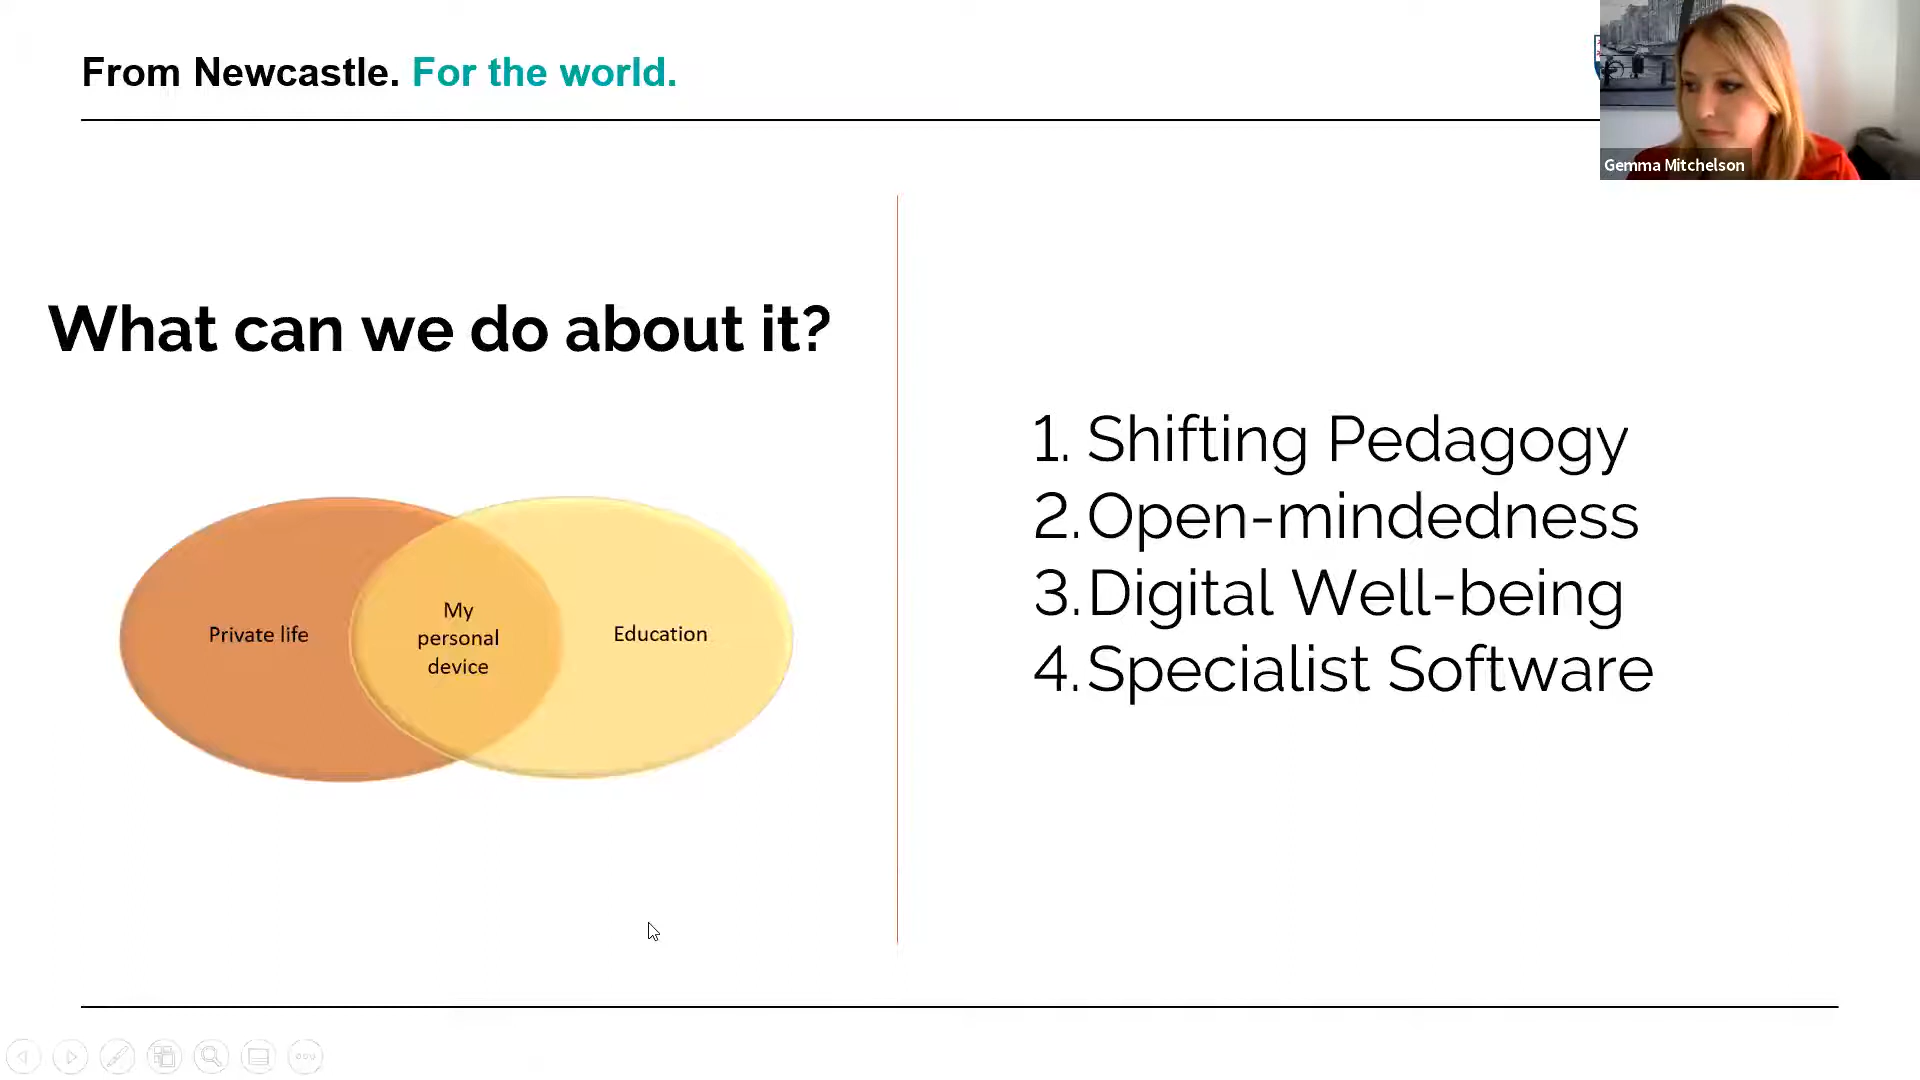 From Newcastle. For the world.
Gemma Mitchelson
What can we do about it?
Private life
My
personal
device
Education
1. Shifting Pedagogy
2. Open-mindedness
3. Digital Well-being
4. Specialist Software